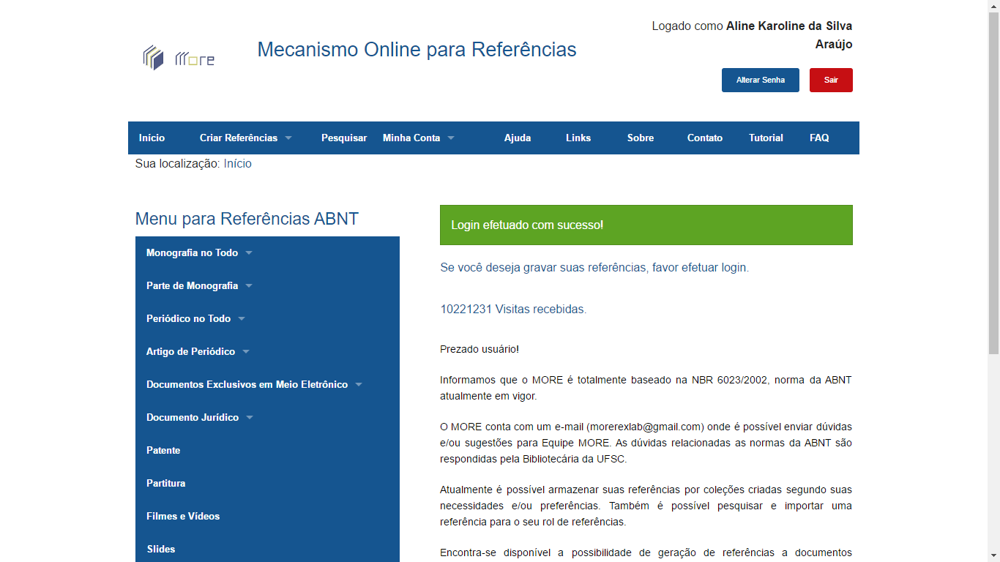 Logado como Aline Karoline da Silva
Araújo
more
Mecanismo Online para Referências
Alterar Senha
Sair
Início
Criar Referências
Pesquisar
Minha Conta
Ajuda
Links
Sobre
Contato
Tutorial
FAQ
Sua localização: Início
Menu para Referências ABNT
Monografia no Todo
Parte de Monografia
Periódico no Todo
Artigo de Periódico
Documentos Exclusivos em Meio Eletrônico
Documento Jurídico
Patente
Partitura
Filmes e Vídeos
Slides
Login efetuado com sucesso!
Se você deseja gravar suas referências, favor efetuar login.
10221231 Visitas recebidas.
Prezado usuário!
Informamos que o MORE é totalmente baseado na NBR 6023/2002, norma da ABNT
atualmente em vigor.
O MORE conta com um e-mail (morerexlab@gmail.com) onde é possível enviar dúvidas
e/ou sugestões para Equipe MORE. As dúvidas relacionadas as normas da ABNT são
respondidas pela Bibliotecária da UFSC.
Atualmente é possível armazenar suas referências por coleções criadas segundo suas
necessidades e/ou preferências. Também é possível pesquisar e importar uma
referência para o seu rol de referências.
Encontra-se disponível a possibilidade de geração de referências a documentos